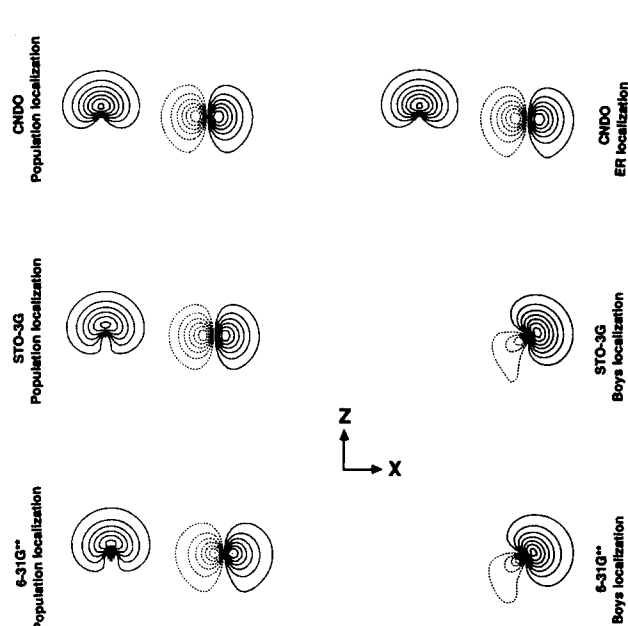 CNDO
Population localization
CNDO
ER localization
STO-3G
Population localization
STO-3G
Boys localization
Z
X
6-31G**
Population localization
6-31G**
Boys localization